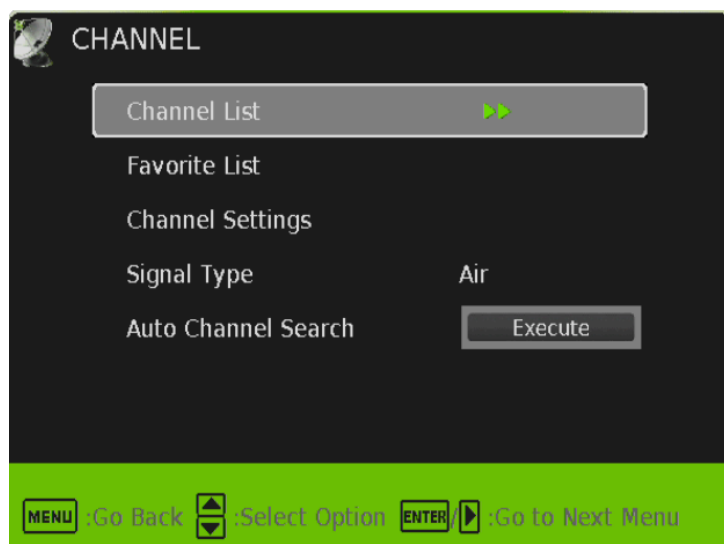 CHANNEL
Channel List
Favorite List
Channel Settings
Signal Type Air
Auto Channel Search Execute
MENU :Go Back :Select Option ENTER/ :Go to Next Menu